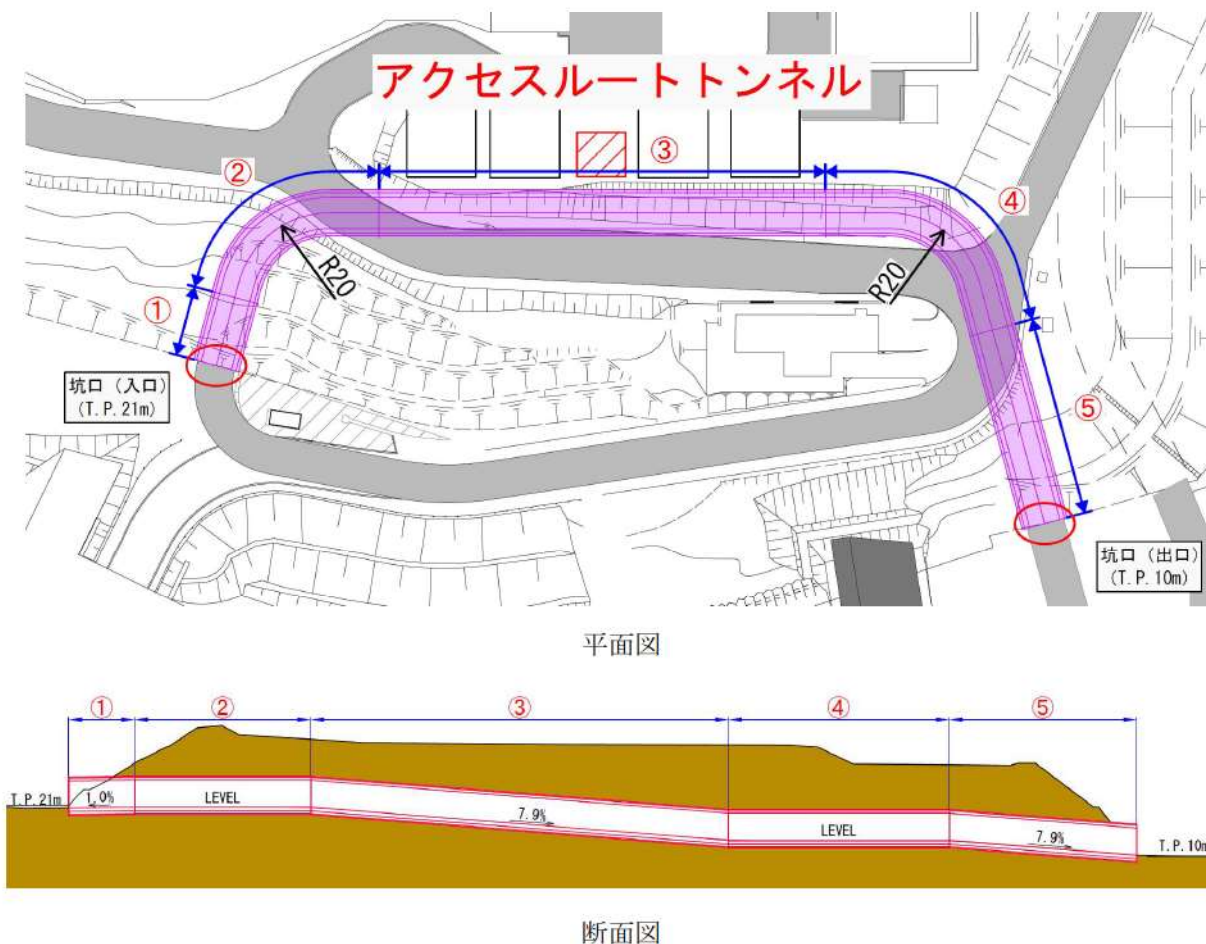 アクセスルートトンネル
②
③
④
R20
R20
①
坑口（入口）
(T.P.21m)
⑤
坑口（出口）
(T.P.10m)
平面図
①
②
③
④
⑤
T.P.21m
1.0%
LEVEL
7.9%
LEVEL
7.9%
T.P.10m
断面図